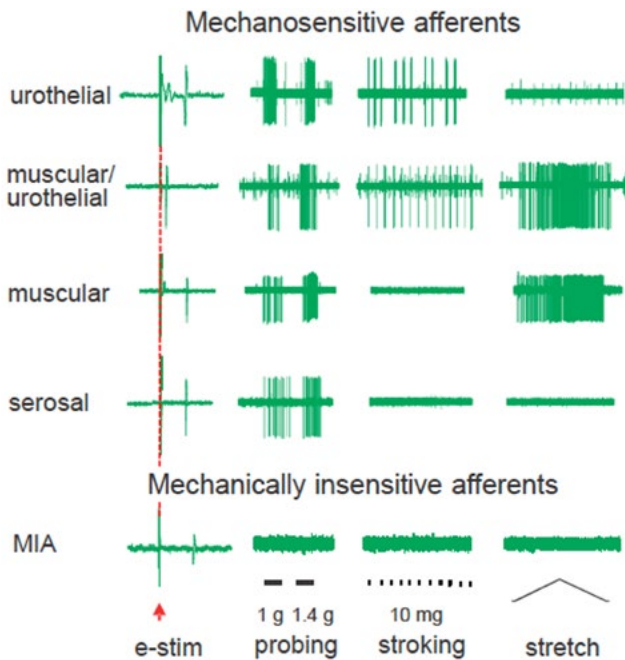 Mechanosensitive afferents
urothelial
muscular/
urothelial
muscular
serosal
Mechanically insensitive afferents
MIA
1 g 1.4 g 10 mg
e-stim probing stroking stretch